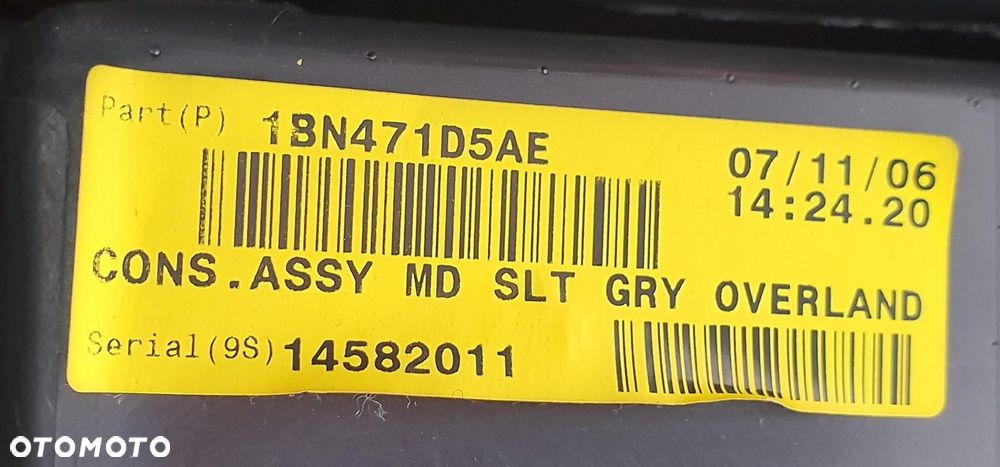 Part(P) 1BN471D5AE
07/11/06
14:24.20
CONS.ASSY MD SLT GRY OVERLAND
Serial(9S) 14582011
OTOMOTO